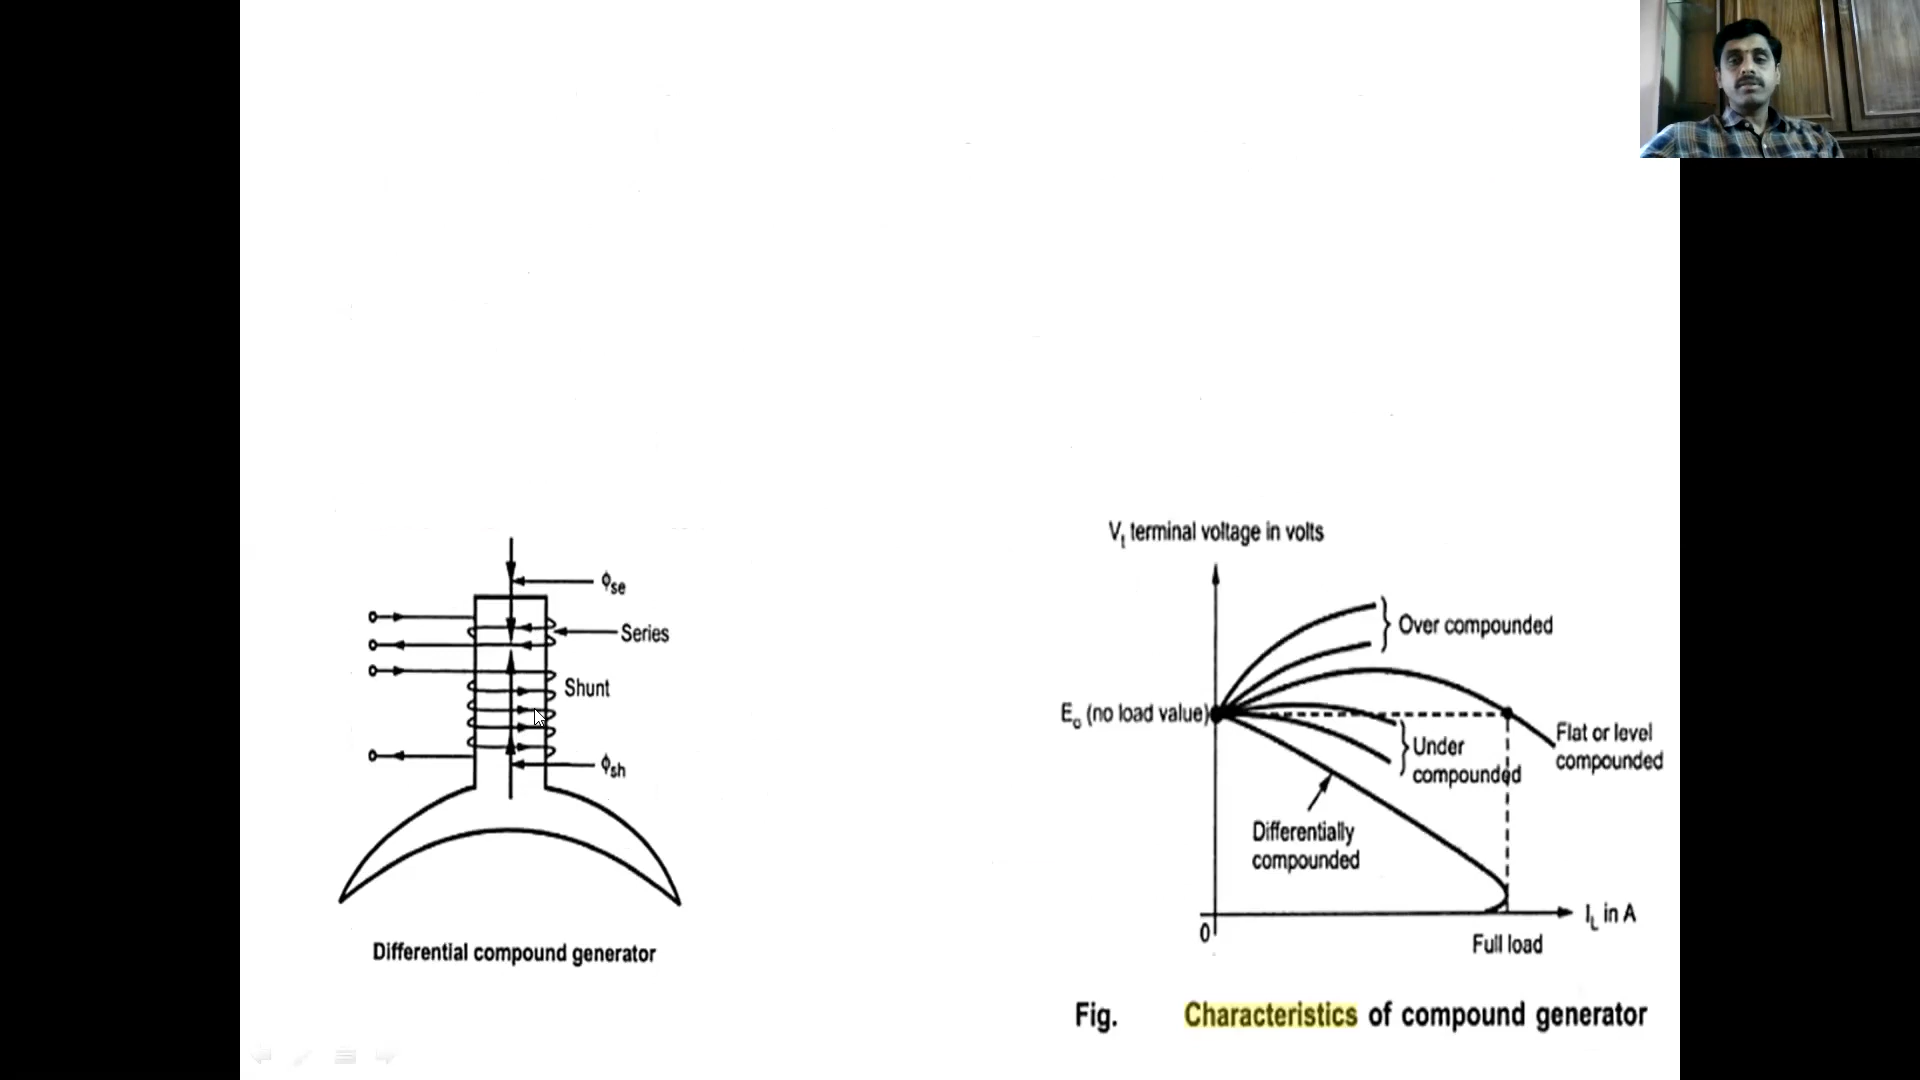 ϕse
Series
Shunt
ϕsh
Differential compound generator
Vt terminal voltage in volts
Over compounded
Eo (no load value)
Flat or level
compounded
Under
compounded
Differentially
compounded
IL in A
0
Full load
Fig. Characteristics of compound generator